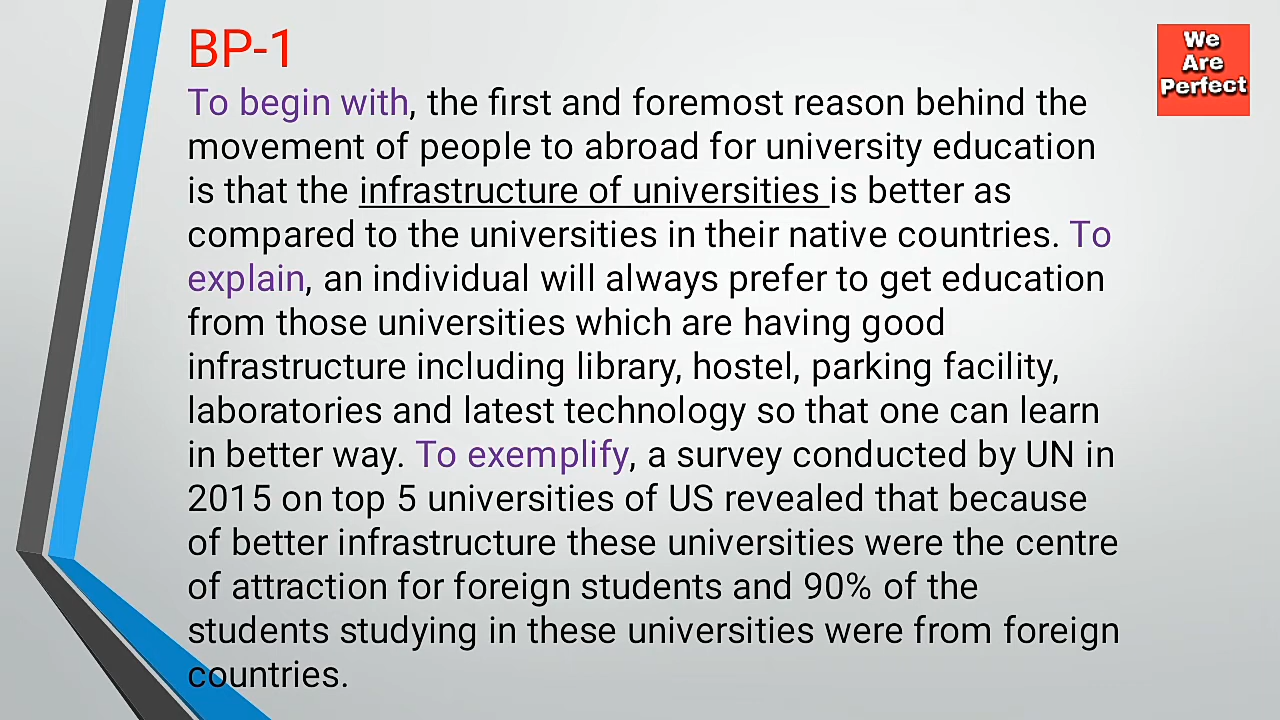 BP-1
We
Are
Perfect
To begin with, the first and foremost reason behind the
movement of people to abroad for university education
is that the infrastructure of universities is better as
compared to the universities in their native countries. To
explain, an individual will always prefer to get education
from those universities which are having good
infrastructure including library, hostel, parking facility,
laboratories and latest technology so that one can learn
in better way. To exemplify, a survey conducted by UN in
2015 on top 5 universities of US revealed that because
of better infrastructure these universities were the centre
of attraction for foreign students and 90% of the
students studying in these universities were from foreign
countries.